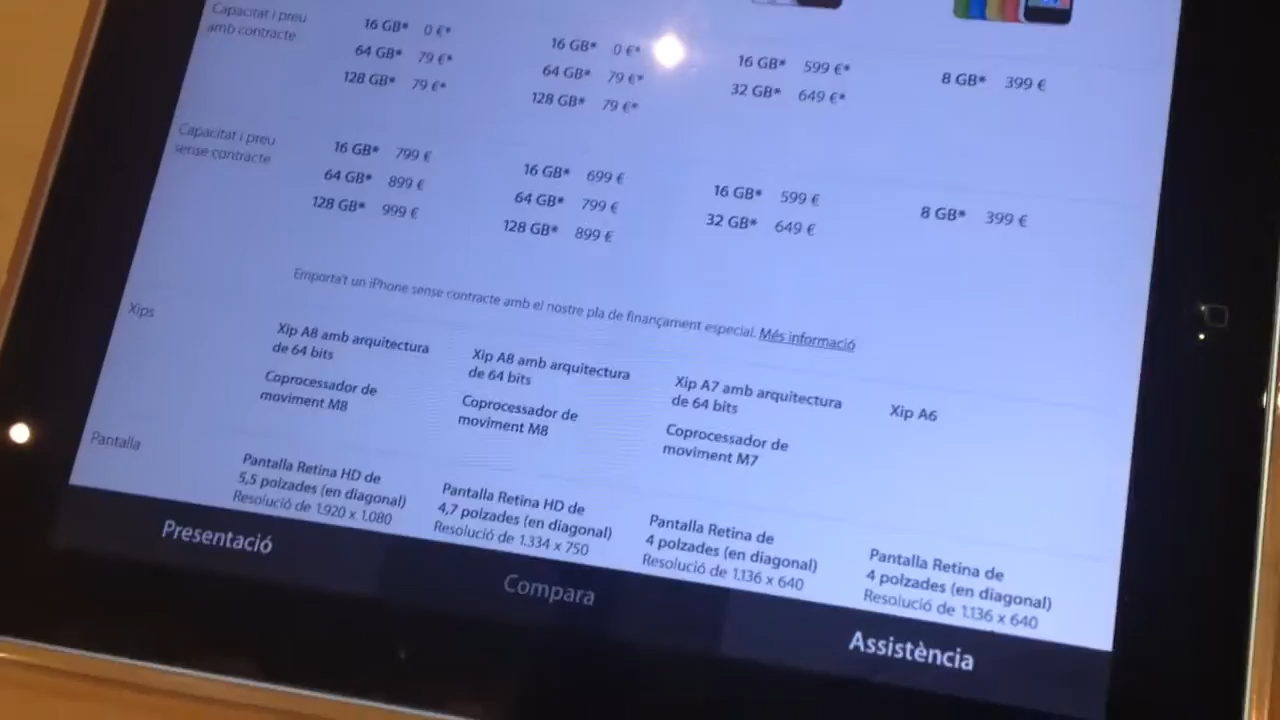 Capacitat i preu
amb contracte
16 GB* 0 €*
64 GB* 79 €*
128 GB* 79 €*
16 GB* 0 €*
64 GB* 79 €*
128 GB* 79 €*
16 GB* 599 €*
32 GB* 649 €*
8 GB* 399 €
Capacitat i preu
sense contracte
16 GB* 799 €
64 GB* 899 €
128 GB* 999 €
16 GB* 699 €
64 GB* 799 €
128 GB* 899 €
16 GB* 599 €
32 GB* 649 €
8 GB* 399 €
Emporta't un iPhone sense contracte amb el nostre pla de finançament especial. Més informació
Xips
Xip A8 amb arquitectura
de 64 bits
Coprocessador de
moviment M8
Xip A8 amb arquitectura
de 64 bits
Coprocessador de
moviment M8
Xip A7 amb arquitectura
de 64 bits
Coprocessador de
moviment M7
Xip A6
Pantalla
Pantalla Retina HD de
5,5 polzades (en diagonal)
Resolució de 1.920 x 1.080
Pantalla Retina HD de
4,7 polzades (en diagonal)
Resolució de 1.334 x 750
Pantalla Retina de
4 polzades (en diagonal)
Resolució de 1.136 x 640
Pantalla Retina de
4 polzades (en diagonal)
Resolució de 1.136 x 640
Presentació
Compara
Assistència